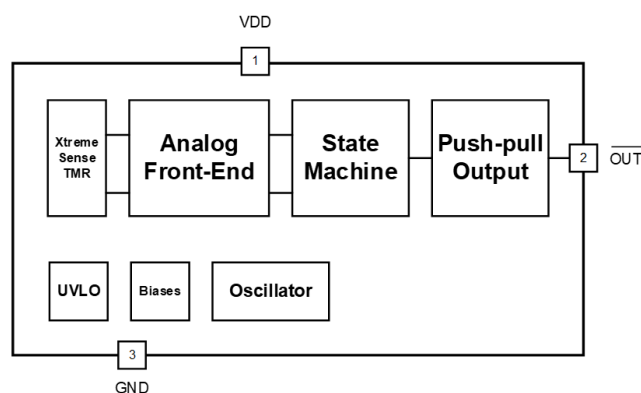 VDD
1
Xtreme
Sense
TMR
Analog
Front-End
State
Machine
Push-pull
Output
2
OUT
UVLO
Biases
Oscillator
3
GND